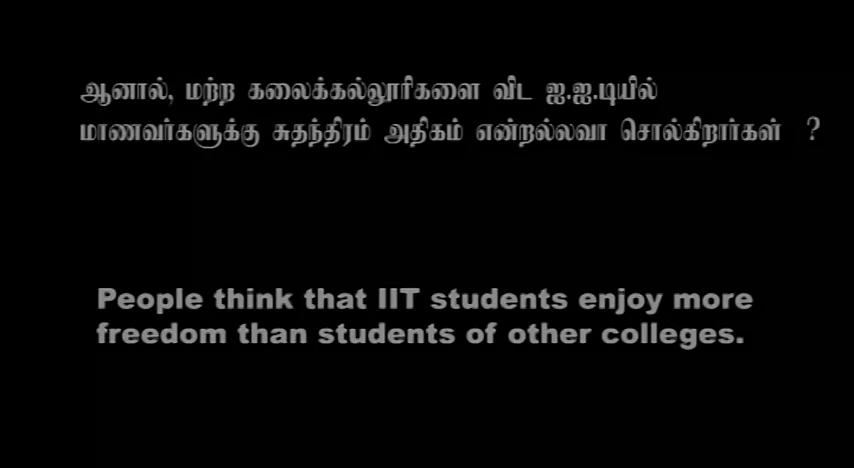 ஆனால், மற்ற கலைக்கல்லூரிகளை விட ஐ.ஐ.டியில்
மாணவர்களுக்கு சுதந்திரம் அதிகம் என்றல்லவா சொல்கிறார்கள் ?
People think that IIT students enjoy more
freedom than students of other colleges.